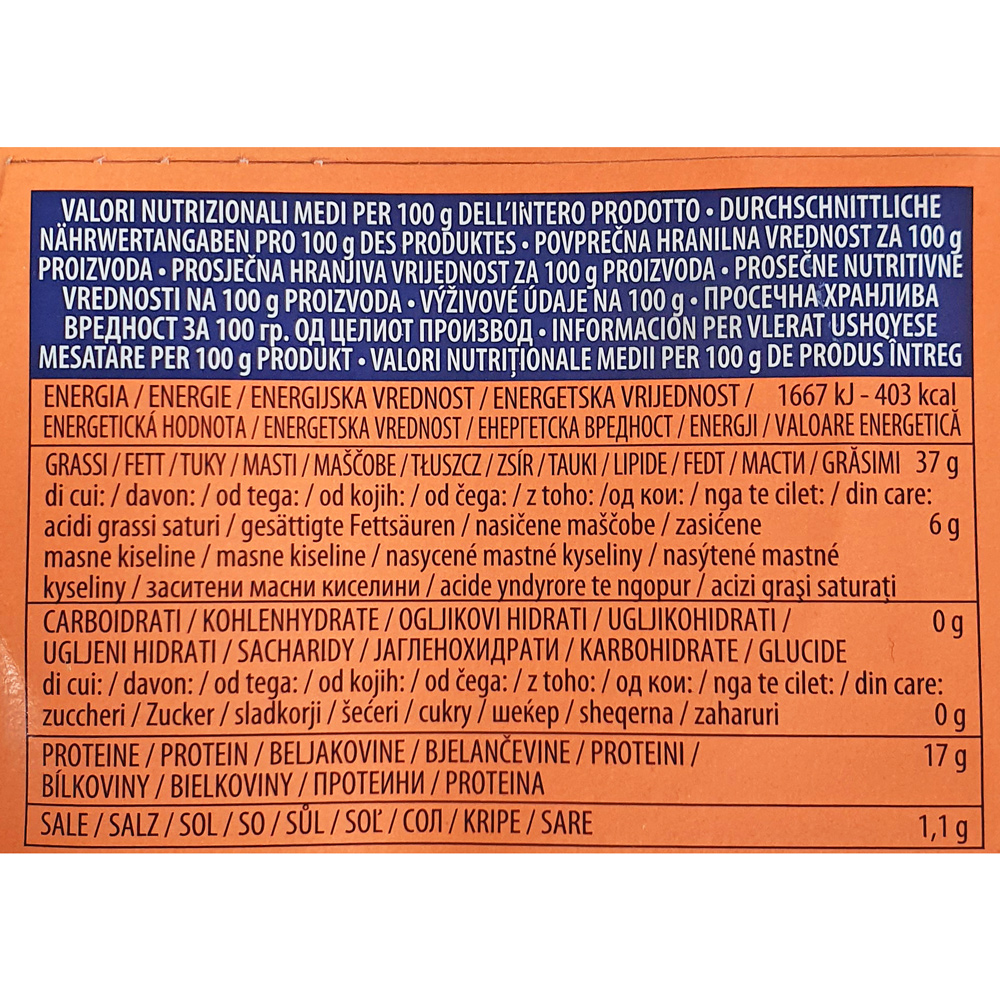 VALORI NUTRIZIONALI MEDI PER 100 g DELL'INTERO PRODOTTO • DURCHSCHNITTLICHE
NÄHRWERTANGABEN PRO 100 g DES PRODUKTES • POVPREČNA HRANILNA VREDNOST ZA 100 g
PROIZVODA • PROSJEČNA HRANJIVA VRIJEDNOST ZA 100 g PROIZVODA • PROSEČNE NUTRITIVNE
VREDNOSTI NA 100 g PROIZVODA • VÝŽIVOVÉ ÚDAJE NA 100 g • ПРОСЕЧНА ХРАНЛИВА
ВРЕДНОСТ ЗА 100 гр. ОД ЦЕЛИОТ ПРОИЗВОД • INFORMACION PER VLERAT USHQYESE
MESATARE PER 100 g PRODUKT • VALORI NUTRIȚIONALE MEDII PER 100 g DE PRODUS ÎNTREG
ENERGIA / ENERGIE / ENERGIJSKA VREDNOST / ENERGETSKA VRIJEDNOST / 1667 kJ - 403 kcal
ENERGETICKÁ HODNOTA / ENERGETSKA VREDNOST / ЕНЕРГЕТСКА ВРЕДНОСТ / ENERGJI / VALOARE ENERGETICĂ
GRASSI / FETT / TUKY / MASTI / MAŠČOBE / TŁUSZCZ / ZSÍR / TAUKI / LIPIDE / FEDT / МАСТИ / GRĂSIMI 37 g
di cui: / davon: / od tega: / od kojih: / od čega: / z toho: /од кои: / nga te cilet: / din care:
acidi grassi saturi / gesättigte Fettsäuren / nasičene maščobe / zasićene 6 g
masne kiseline / masne kiseline / nasycené mastné kyseliny / nasýtené mastné
kyseliny / заситени масни киселини / acide yndyrore te ngopur / acizi graşi saturaţi
CARBOIDRATI / KOHLENHYDRATE / OGLJIKOVI HIDRATI / UGLJIKOHIDRATI / 0 g
UGLJENI HIDRATI / SACHARIDY / ЈАГЛЕНОХИДРАТИ / KARBOHIDRATE / GLUCIDE
di cui: / davon: / od tega: / od kojih: / od čega: / z toho: / од кои: / nga te cilet: / din care:
zuccheri / Zucker / sladkorji / šećeri / cukry / шеќер / sheqerna / zaharuri 0 g
PROTEINE / PROTEIN / BELJAKOVINE / BJELANČEVINE / PROTEINI / 17 g
BÍLKOVINY / BIELKOVINY / ПРОТЕИНИ / PROTEINA
SALE / SALZ / SOL / SO / SŮL / SOĽ / СОЛ / KRIPE / SARE 1,1 g